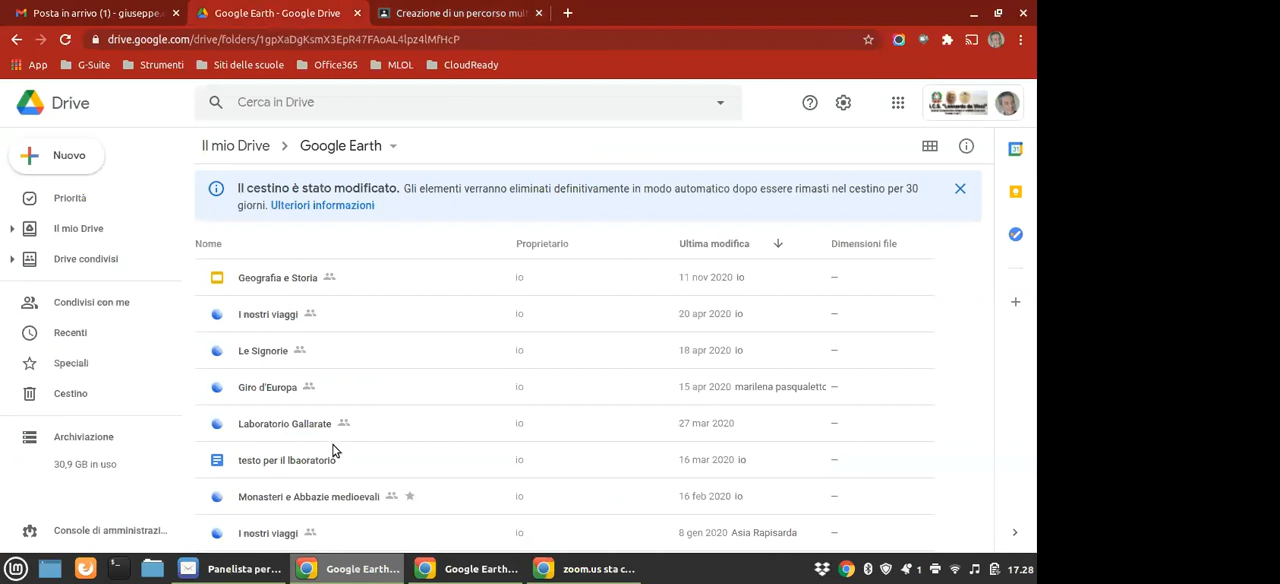 Posta in arrivo (1) - giuseppe.
Google Earth - Google Drive
Creazione di un percorso mul
drive.google.com/drive/folders/1gpXaDgKsmX3EpR47FAoAL4lpz4lMfHcP
App G-Suite Strumenti Siti delle scuole Office365 MLOL CloudReady
Drive
Cerca in Drive
Nuovo
Il mio Drive > Google Earth
Il cestino è stato modificato. Gli elementi verranno eliminati definitivamente in modo automatico dopo essere rimasti nel cestino per 30
giorni. Ulteriori informazioni
Priorità
Il mio Drive
Drive condivisi
Condivisi con me
Recenti
Speciali
Cestino
Archiviazione
30,9 GB in uso
Console di amministrazi...
Nome Proprietario Ultima modifica Dimensioni file
Geografia e Storia io 11 nov 2020 io —
I nostri viaggi io 20 apr 2020 io —
Le Signorie io 18 apr 2020 io —
Giro d'Europa io 15 apr 2020 marilena pasqualetto —
Laboratorio Gallarate io 27 mar 2020 —
testo per il lbaoratorio io 16 mar 2020 io —
Monasteri e Abbazie medioevali io 16 feb 2020 io —
I nostri viaggi io 8 gen 2020 Asia Rapisarda —
Panelista per...
Google Earth...
Google Earth...
zoom.us sta c...
1
17.28